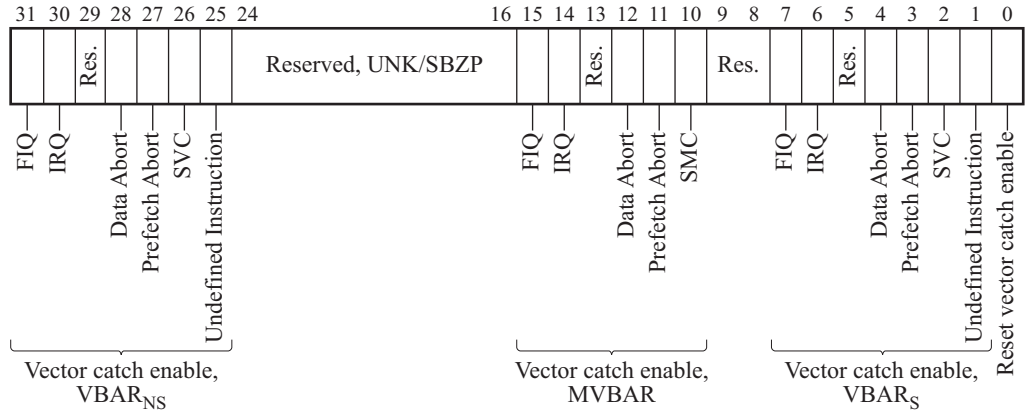 31 30 29 28 27 26 25 24 16 15 14 13 12 11 10 9 8 7 6 5 4 3 2 1 0
Res. Reserved, UNK/SBZP Res. Res. Res.
FIQ
IRQ
Data Abort
Prefetch Abort
SVC
Undefined Instruction
FIQ
IRQ
Data Abort
Prefetch Abort
SMC
FIQ
IRQ
Data Abort
Prefetch Abort
SVC
Undefined Instruction
Reset vector catch enable
Vector catch enable,
VBARNS
Vector catch enable,
MVBAR
Vector catch enable,
VBARS